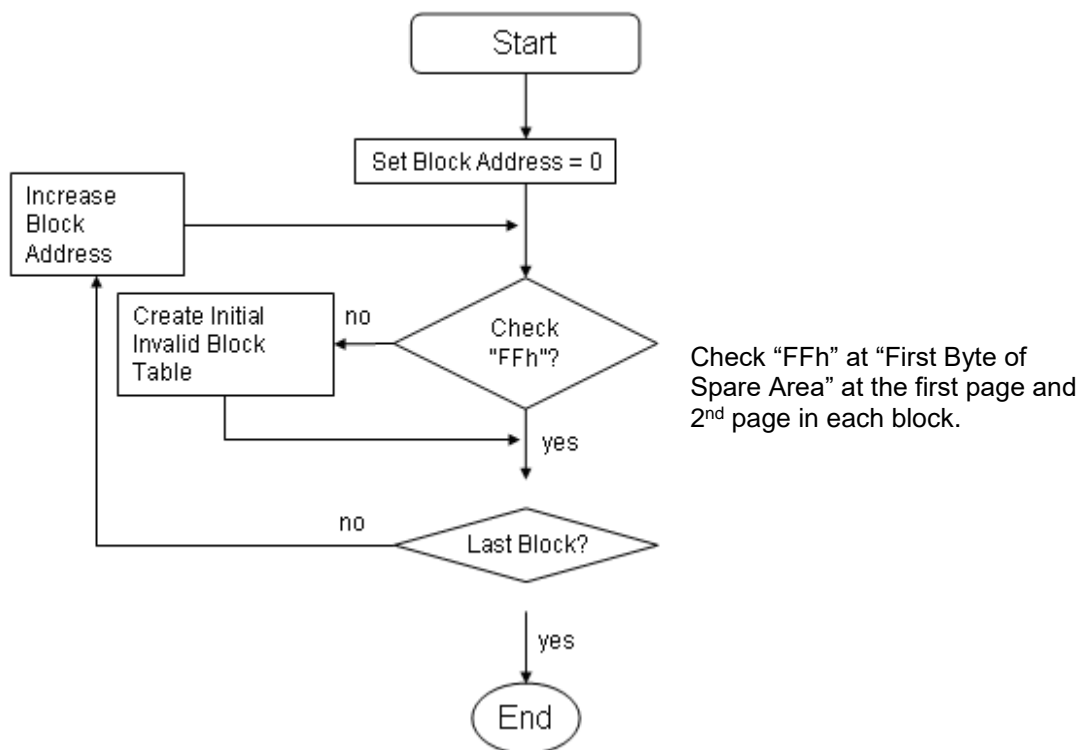 Start
Set Block Address = 0
Increase
Block
Address
Create Initial
Invalid Block
Table
no
Check
"FFh"?
Check “FFh” at “First Byte of
Spare Area” at the first page and
2nd page in each block.
yes
no
Last Block?
yes
End